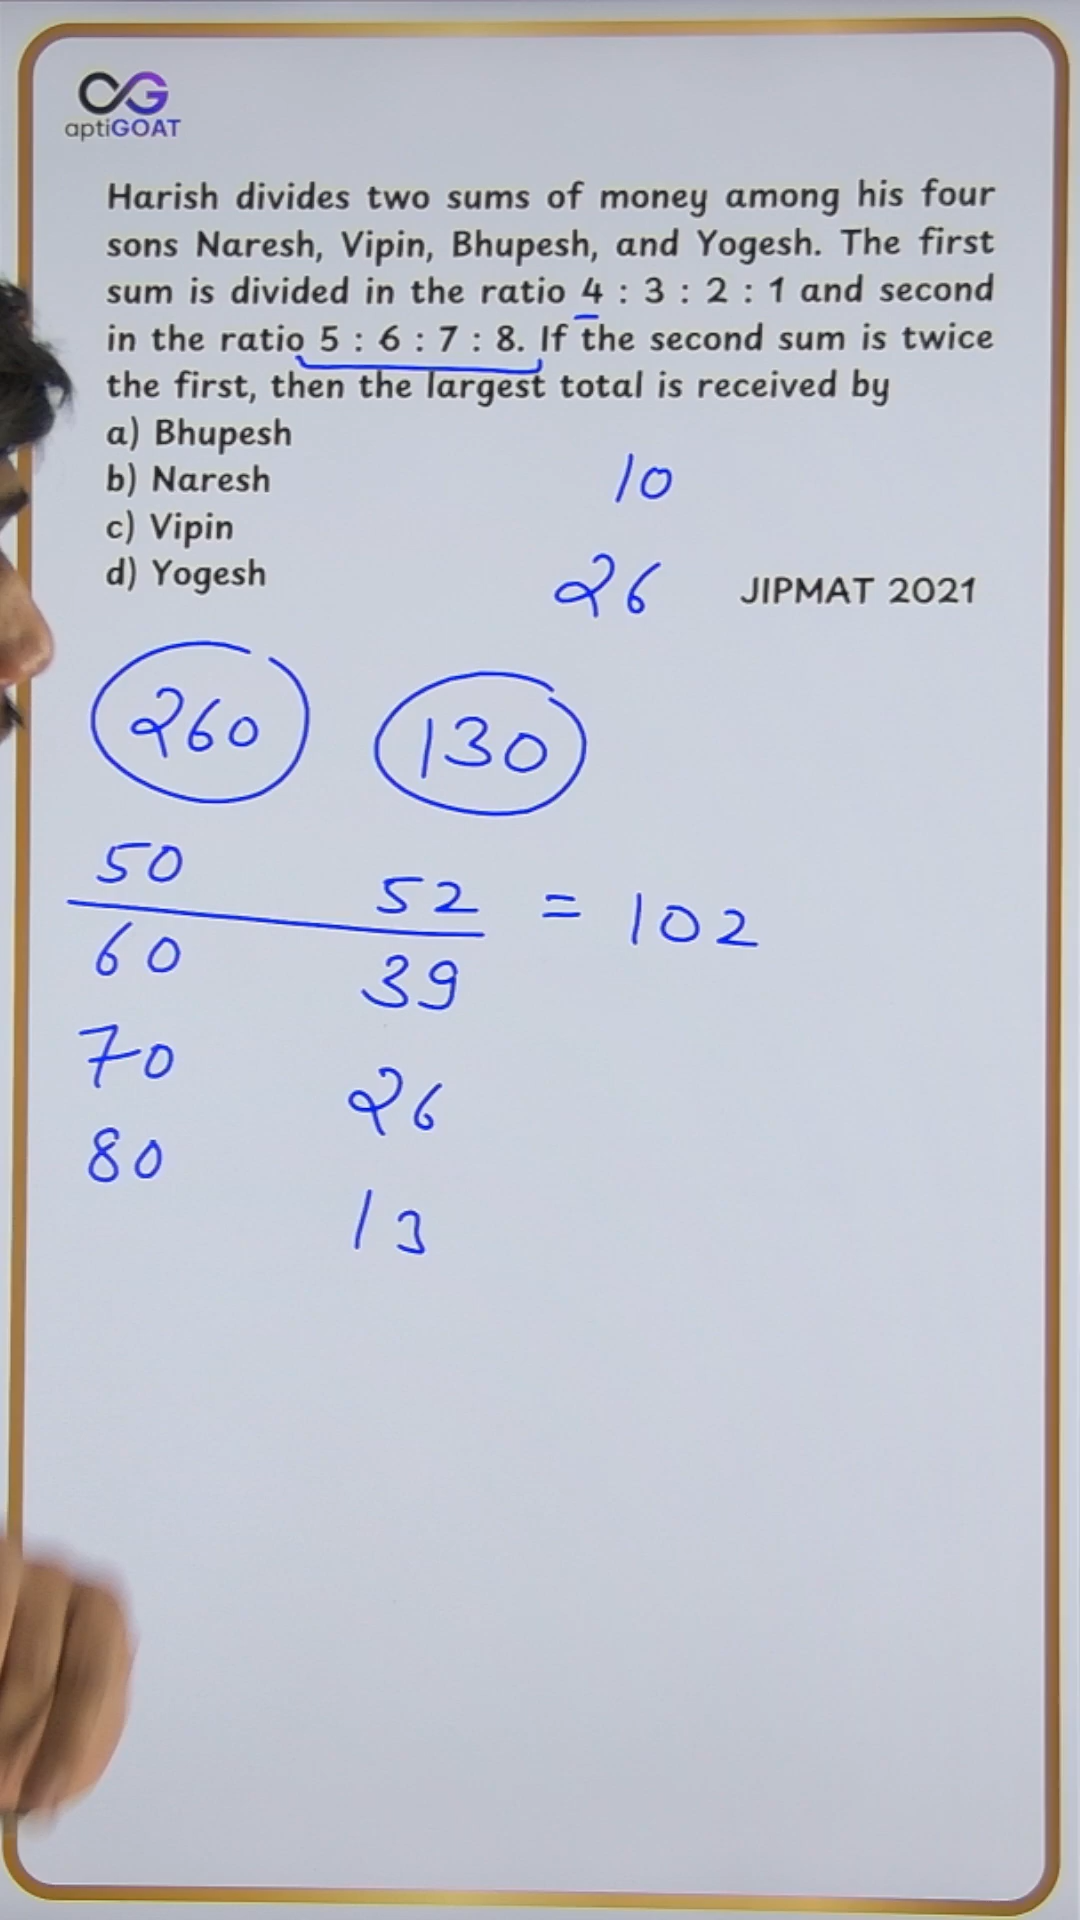 aptiGOAT
Harish divides two sums of money among his four
sons Naresh, Vipin, Bhupesh, and Yogesh. The first
sum is divided in the ratio 4 : 3 : 2 : 1 and second
in the ratio 5 : 6 : 7 : 8. If the second sum is twice
the first, then the largest total is received by
a) Bhupesh
b) Naresh
c) Vipin
d) Yogesh
10
26
JIPMAT 2021
260 130
50 52 = 102
60 39
70 26
80 13